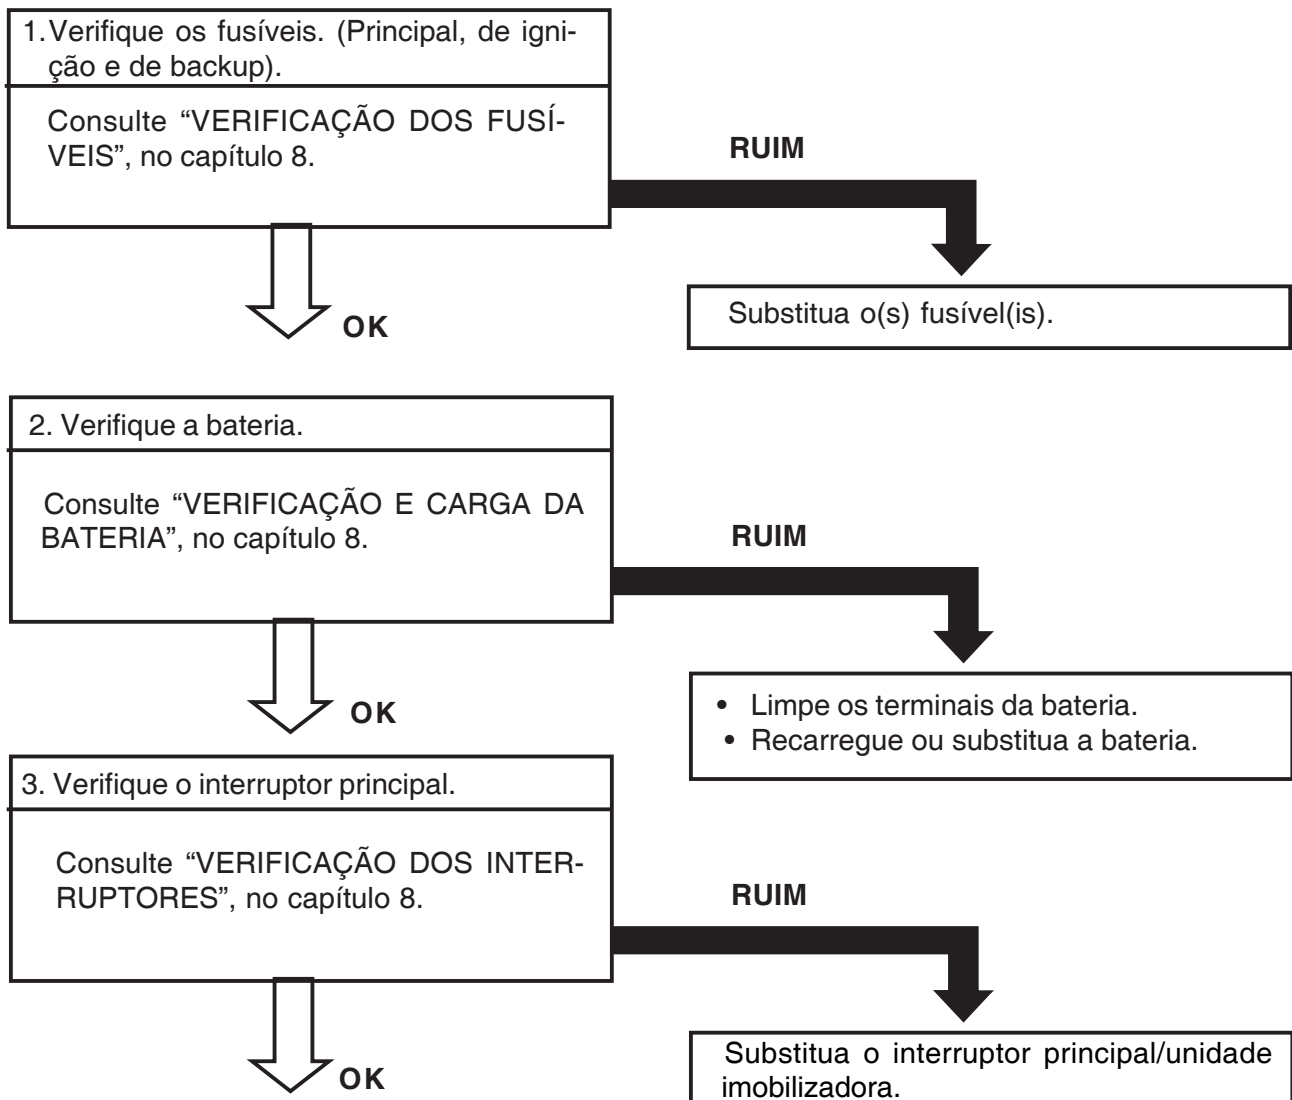 1.Verifique os fusíveis. (Principal, de igni-
ção e de backup).
Consulte “VERIFICAÇÃO DOS FUSÍ-
VEIS”, no capítulo 8.
RUIM
OK
Substitua o(s) fusível(is).
2. Verifique a bateria.
Consulte “VERIFICAÇÃO E CARGA DA
BATERIA”, no capítulo 8.
RUIM
OK
• Limpe os terminais da bateria.
• Recarregue ou substitua a bateria.
3. Verifique o interruptor principal.
Consulte “VERIFICAÇÃO DOS INTER-
RUPTORES”, no capítulo 8.
RUIM
OK
Substitua o interruptor principal/unidade
imobilizadora.